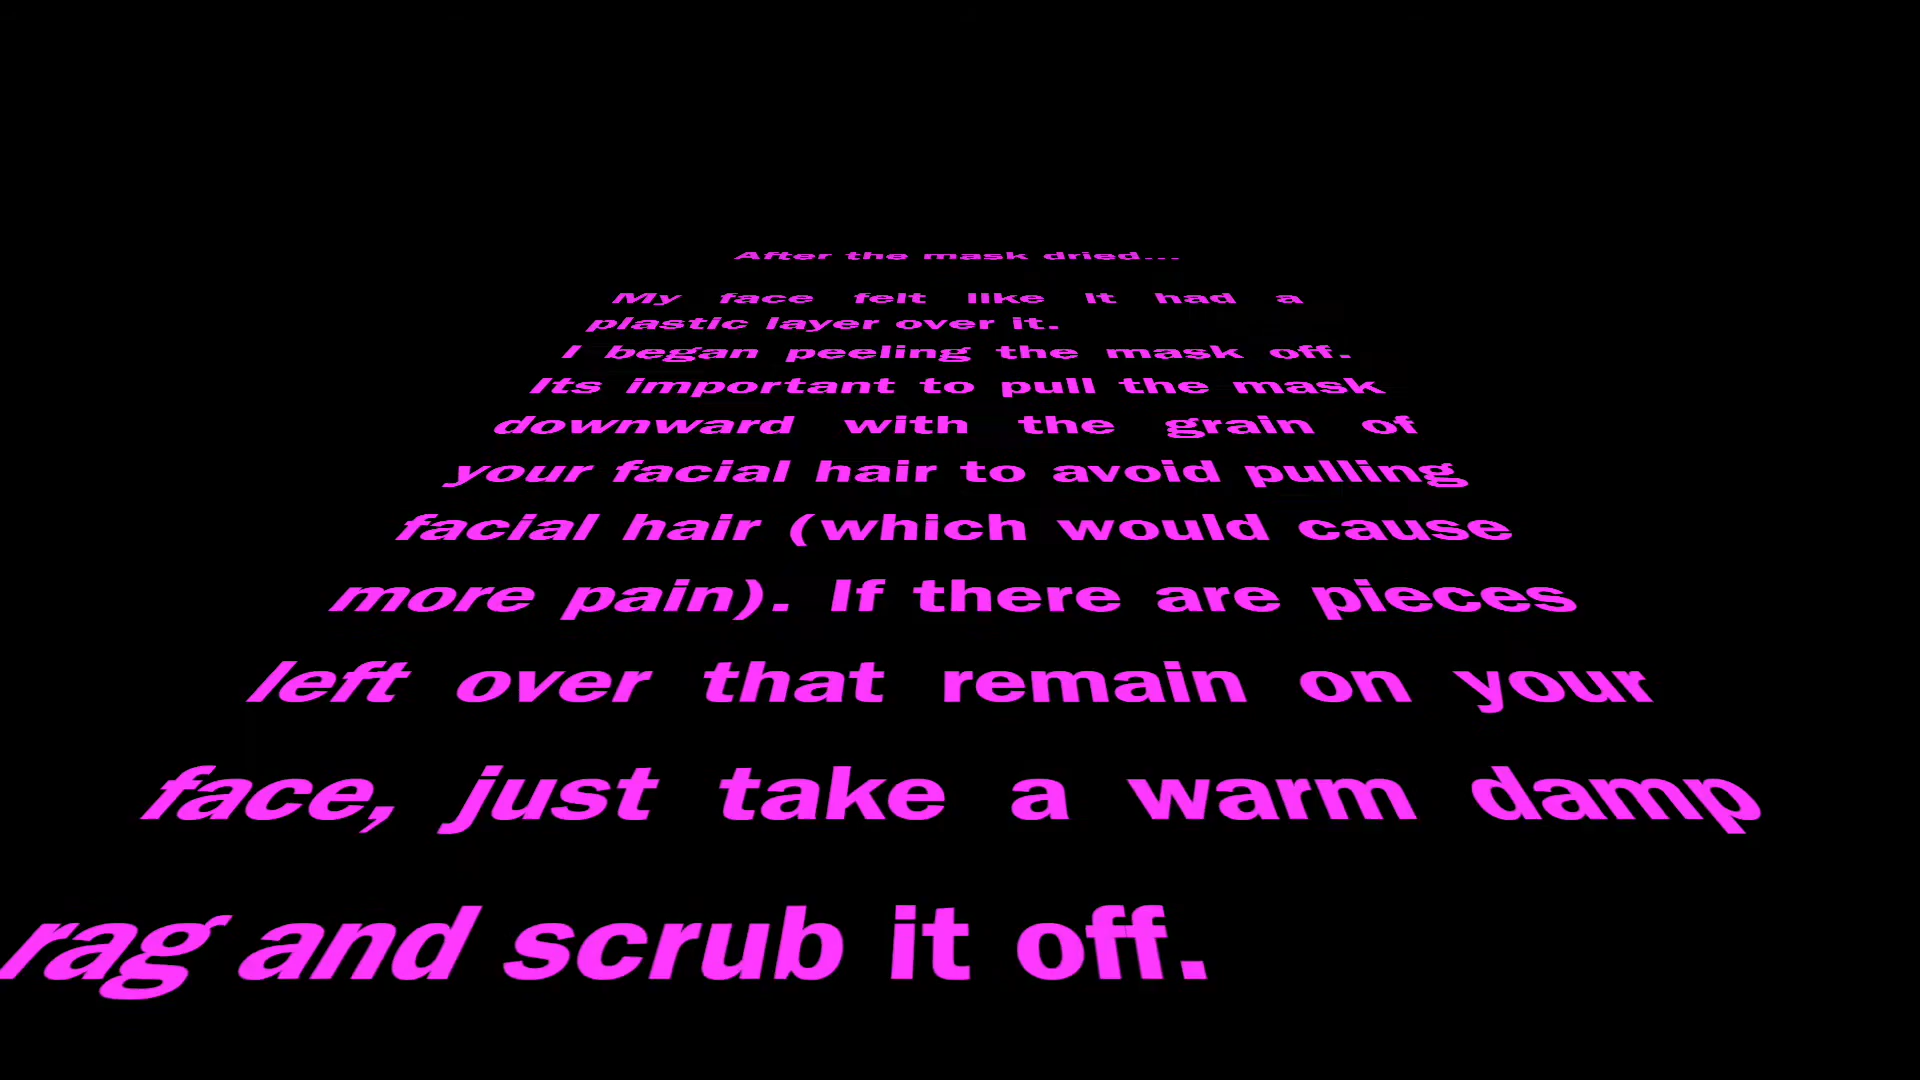 After the mask dried...
My face felt like it had a
plastic layer over it.
I began peeling the mask off.
Its important to pull the mask
downward with the grain of
your facial hair to avoid pulling
facial hair (which would cause
more pain). If there are pieces
left over that remain on your
face, just take a warm damp
rag and scrub it off.